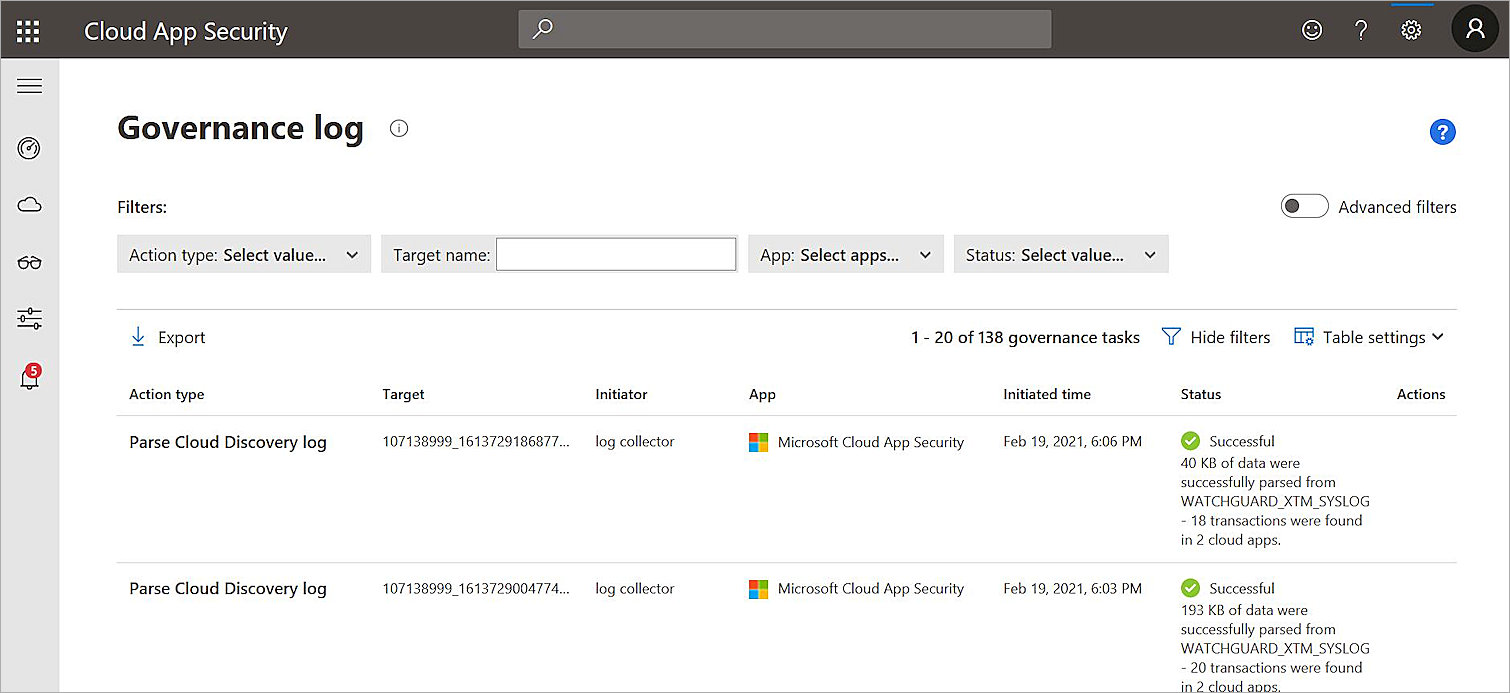 Cloud App Security
Governance log
?
Filters:
Advanced filters
Action type: Select value...
Target name:
App: Select apps...
Status: Select value...
Export
1 - 20 of 138 governance tasks
Hide filters
Table settings
5
Action type Target Initiator App Initiated time Status Actions
Parse Cloud Discovery log 107138999_1613729186877... log collector Microsoft Cloud App Security Feb 19, 2021, 6:06 PM Successful
40 KB of data were
successfully parsed from
WATCHGUARD_XTM_SYSLOG
- 18 transactions were found
in 2 cloud apps.
Parse Cloud Discovery log 107138999_1613729004774... log collector Microsoft Cloud App Security Feb 19, 2021, 6:03 PM Successful
193 KB of data were
successfully parsed from
WATCHGUARD_XTM_SYSLOG
- 20 transactions were found
in 2 cloud apps.